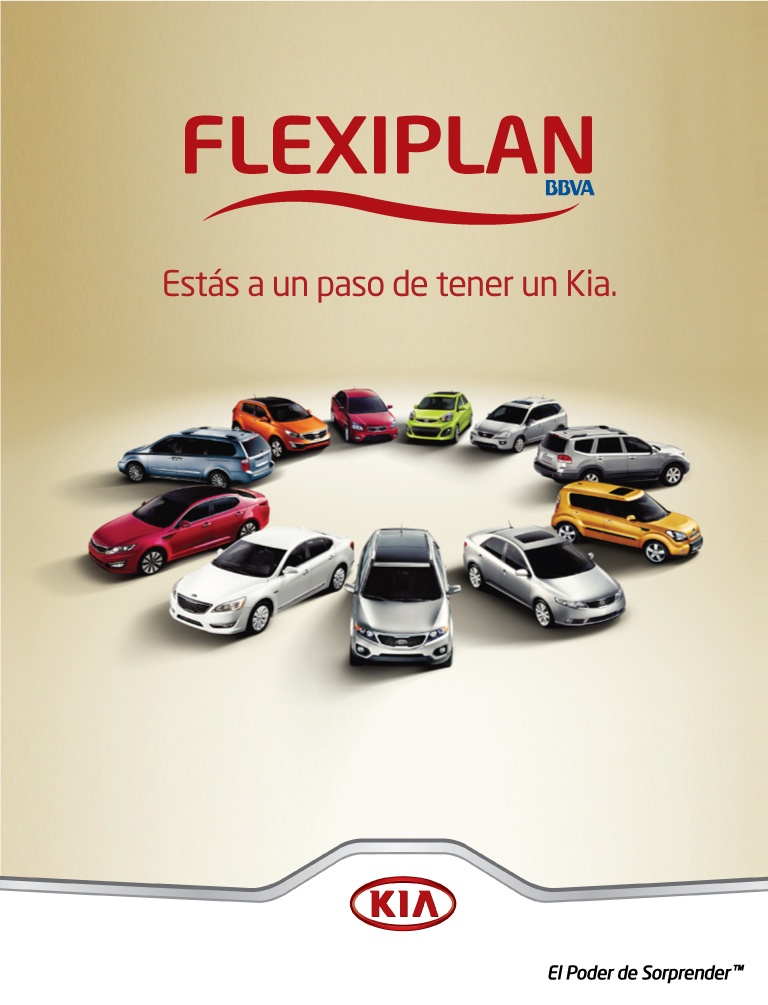 FLEXIPLAN
BBVA
Estás a un paso de tener un Kia.
KIA
El Poder de Sorprender™